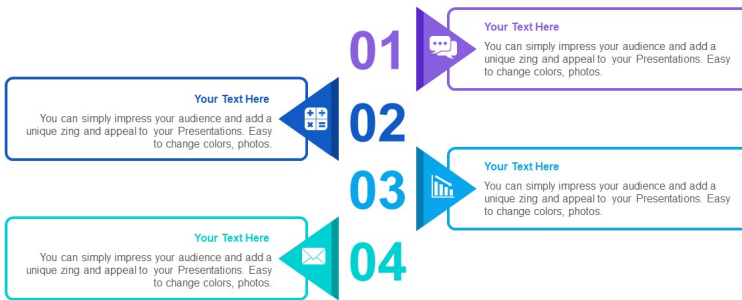 01
Your Text Here
You can simply impress your audience and add a
unique zing and appeal to your Presentations. Easy
to change colors, photos.
02
Your Text Here
You can simply impress your audience and add a
unique zing and appeal to your Presentations. Easy
to change colors, photos.
03
Your Text Here
You can simply impress your audience and add a
unique zing and appeal to your Presentations. Easy
to change colors, photos.
04
Your Text Here
You can simply impress your audience and add a
unique zing and appeal to your Presentations. Easy
to change colors, photos.